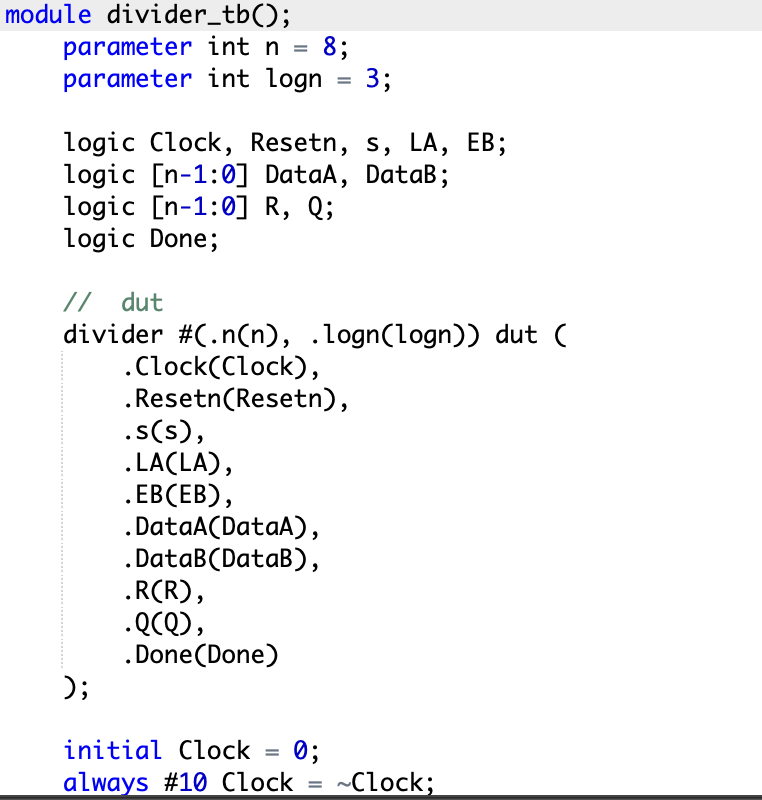 module divider_tb();
    parameter int n = 8;
    parameter int logn = 3;

    logic Clock, Resetn, s, LA, EB;
    logic [n-1:0] DataA, DataB;
    logic [n-1:0] R, Q;
    logic Done;

    //  dut
    divider #(.n(n), .logn(logn)) dut (
        .Clock(Clock),
        .Resetn(Resetn),
        .s(s),
        .LA(LA),
        .EB(EB),
        .DataA(DataA),
        .DataB(DataB),
        .R(R),
        .Q(Q),
        .Done(Done)
    );

    initial Clock = 0;
    always #10 Clock = ~Clock;